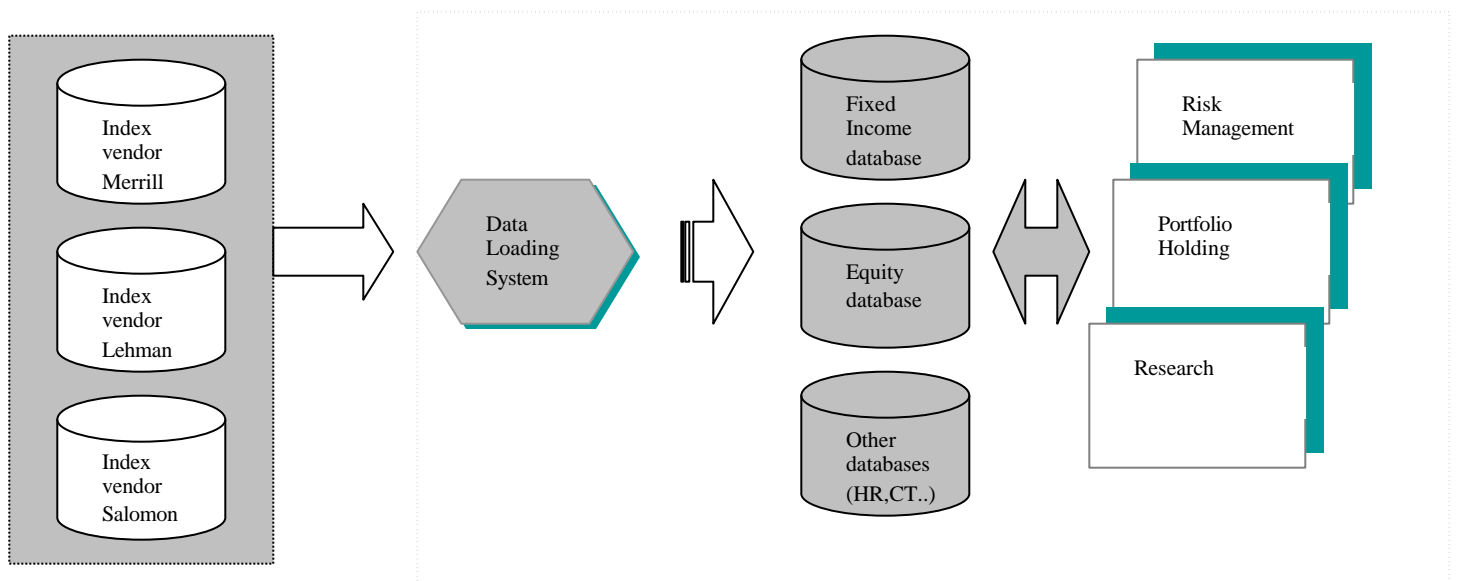 Index
vendor
Merrill
Index
vendor
Lehman
Index
vendor
Salomon
Data
Loading
System
Fixed
Income
database
Equity
database
Other
databases
(HR,CT..)
Risk
Management
Portfolio
Holding
Research